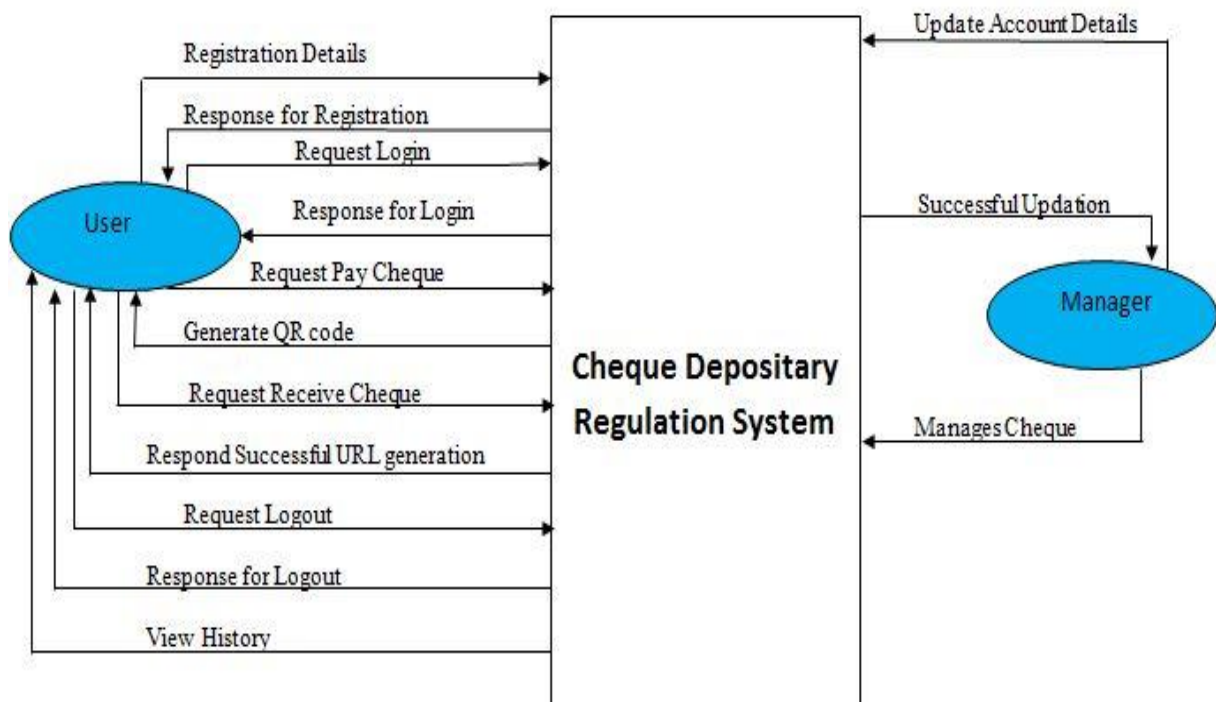 Update Account Details
Registration Details
Response for Registration
Request Login
User
Response for Login
Successful Updation
Request Pay Cheque
Manager
Generate QR code
Cheque Depositary
Regulation System
Request Receive Cheque
Manages Cheque
Respond Successful URL generation
Request Logout
Response for Logout
View History